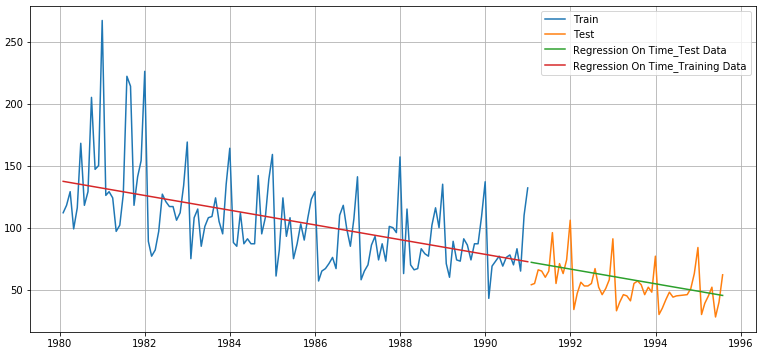 Train
Test
Regression On Time_Test Data
Regression On Time_Training Data
250
200
150
100
50
1980 1982 1984 1986 1988 1990 1992 1994 1996